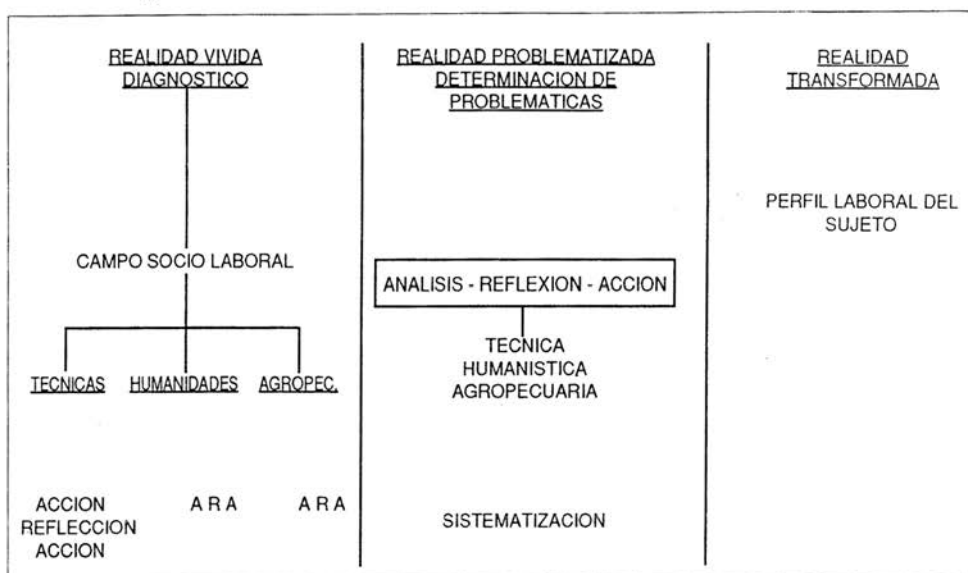 REALIDAD VIVIDA
DIAGNOSTICO
CAMPO SOCIO LABORAL
TECNICAS HUMANIDADES AGROPEC.
ACCION A R A A R A
REFLECCION
ACCION
REALIDAD PROBLEMATIZADA
DETERMINACION DE
PROBLEMATICAS
ANALISIS - REFLEXION - ACCION
TECNICA
HUMANISTICA
AGROPECUARIA
SISTEMATIZACION
REALIDAD
TRANSFORMADA
PERFIL LABORAL DEL
SUJETO